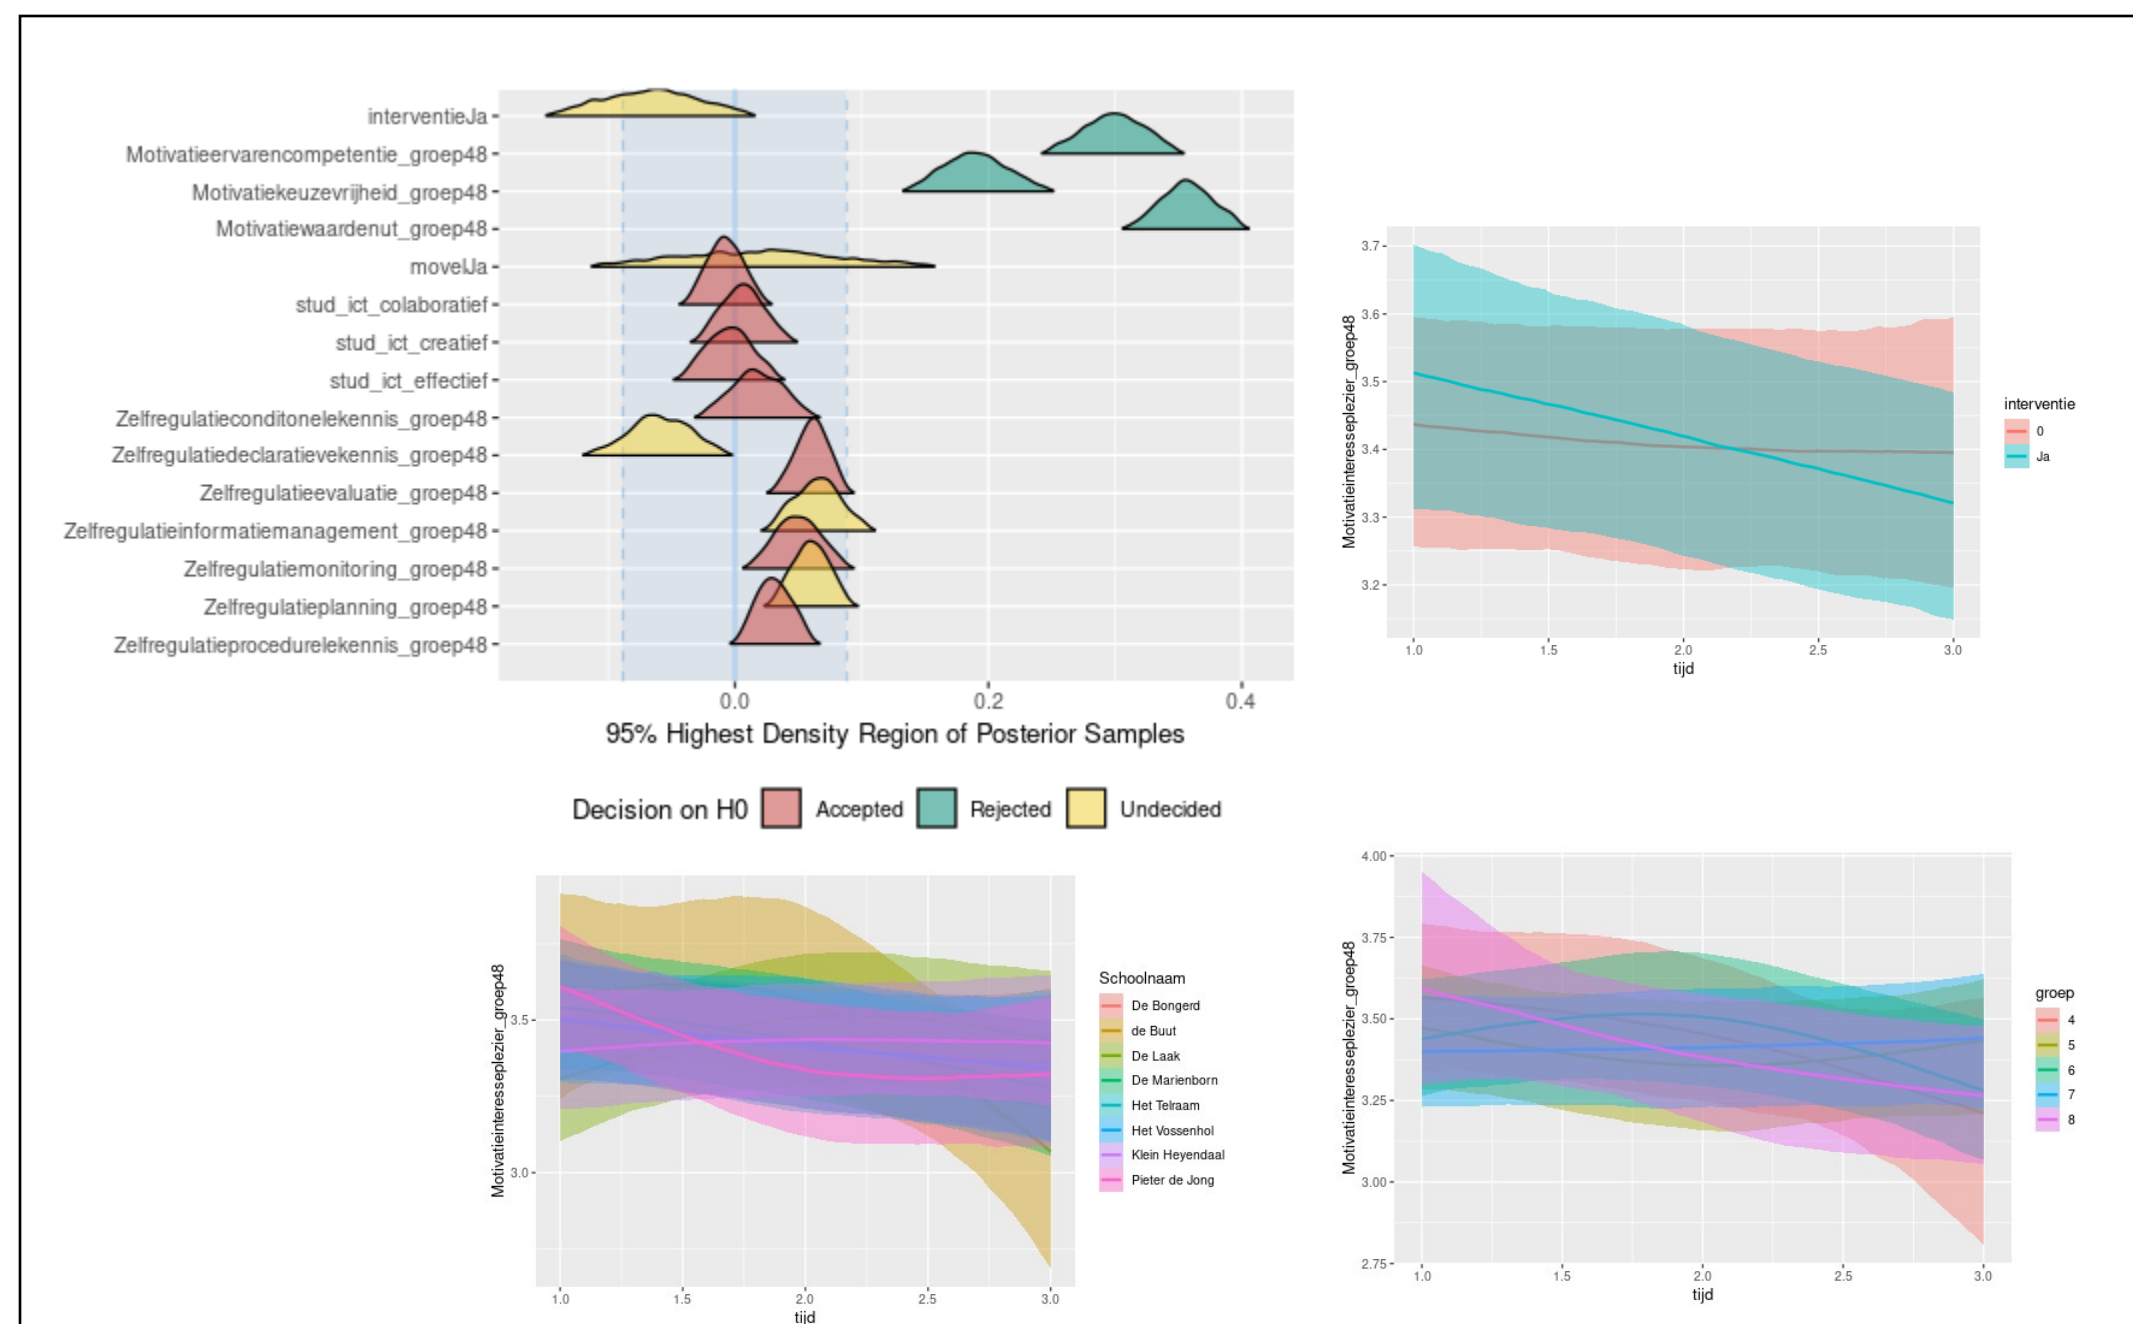 interventieJa
Motivatieervarencompetentie_groep48
Motivatiekeuzevrijheid_groep48
Motivatiewaardenut_groep48
movelJa
stud_ict_colaboratief
stud_ict_creatief
stud_ict_effectief
Zelfregulatieconditonelekennis_groep48
Zelfregulatiedeclaratievekennis_groep48
Zelfregulatieevaluatie_groep48
Zelfregulatieinformatiemanagement_groep48
Zelfregulatiemonitoring_groep48
Zelfregulatieplanning_groep48
Zelfregulatieprocedurelekennis_groep48
0.0 0.2 0.4
95% Highest Density Region of Posterior Samples
Decision on H0 Accepted Rejected Undecided
Motivatieinteresseplezier_groep48
3.7
3.6
3.5
3.4
3.3
3.2
1.0 1.5 2.0 2.5 3.0
tijd
interventie
0
Ja
Motivatieinteresseplezier_groep48
3.5
3.0
1.0 1.5 2.0 2.5 3.0
tijd
Schoolnaam
De Bongerd
de Buut
De Laak
De Marienborn
Het Telraam
Het Vossenhol
Klein Heyendaal
Pieter de Jong
Motivatieinteresseplezier_groep48
4.00
3.75
3.50
3.25
3.00
2.75
1.0 1.5 2.0 2.5 3.0
tijd
groep
4
5
6
7
8